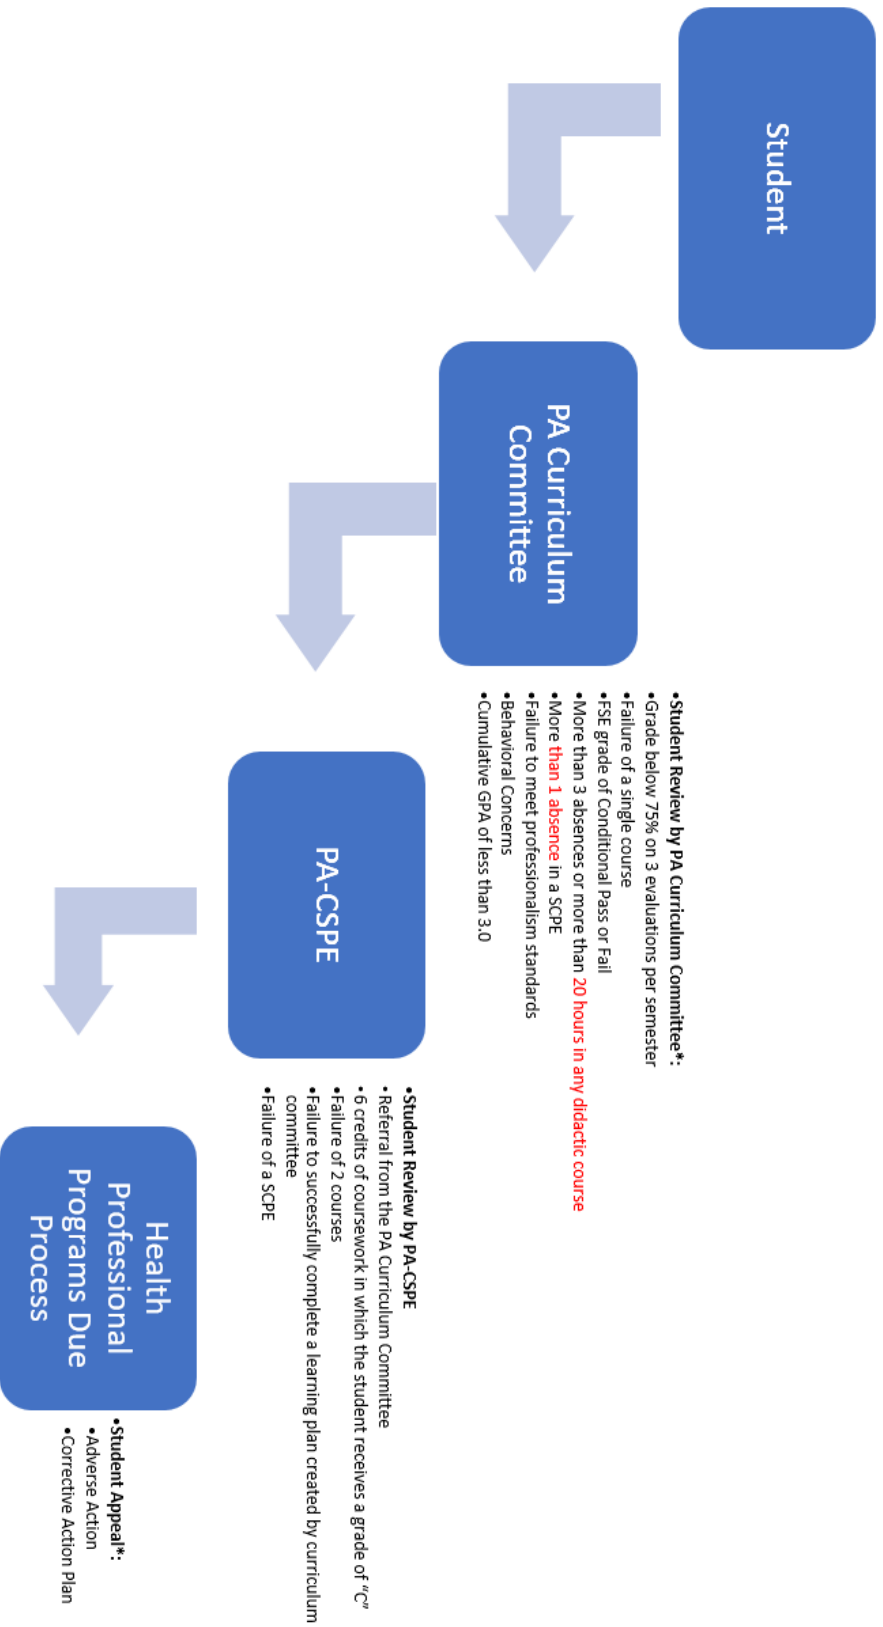 Student
PA Curriculum
Committee
•Student Review by PA Curriculum Committee*:
•Grade below 75% on 3 evaluations per semester
•Failure of a single course
•FSE grade of Conditional Pass or Fail
•More than 3 absences or more than 20 hours in any didactic course
•More than 1 absence in a SCPE
•Failure to meet professionalism standards
•Behavioral Concerns
•Cumulative GPA of less than 3.0
PA-CSPE
•Student Review by PA-CSPE
•Referral from the PA Curriculum Committee
•6 credits of coursework in which the student receives a grade of “C”
•Failure of 2 courses
•Failure to successfully complete a learning plan created by curriculum
committee
•Failure of a SCPE
Health
Professional
Programs Due
Process
•Student Appeal*:
•Adverse Action
•Corrective Action Plan